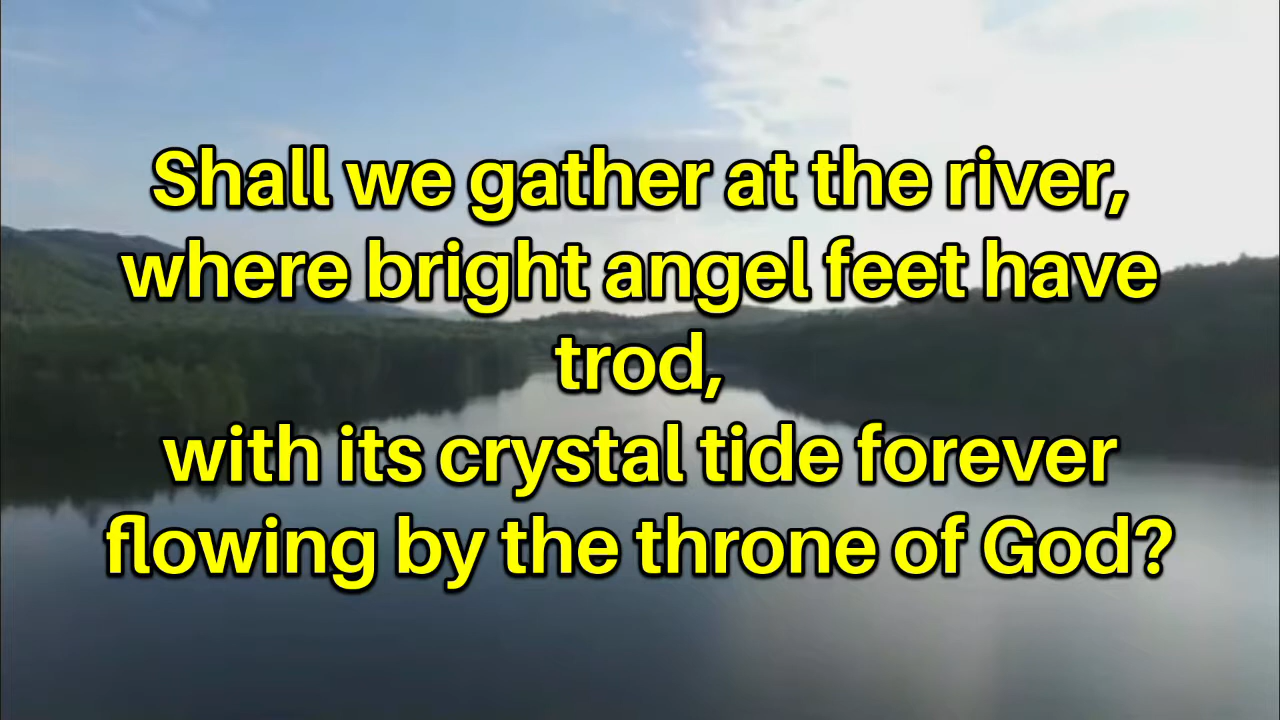 Shall we gather at the river,
where bright angel feet have
trod,
with its crystal tide forever
flowing by the throne of God?